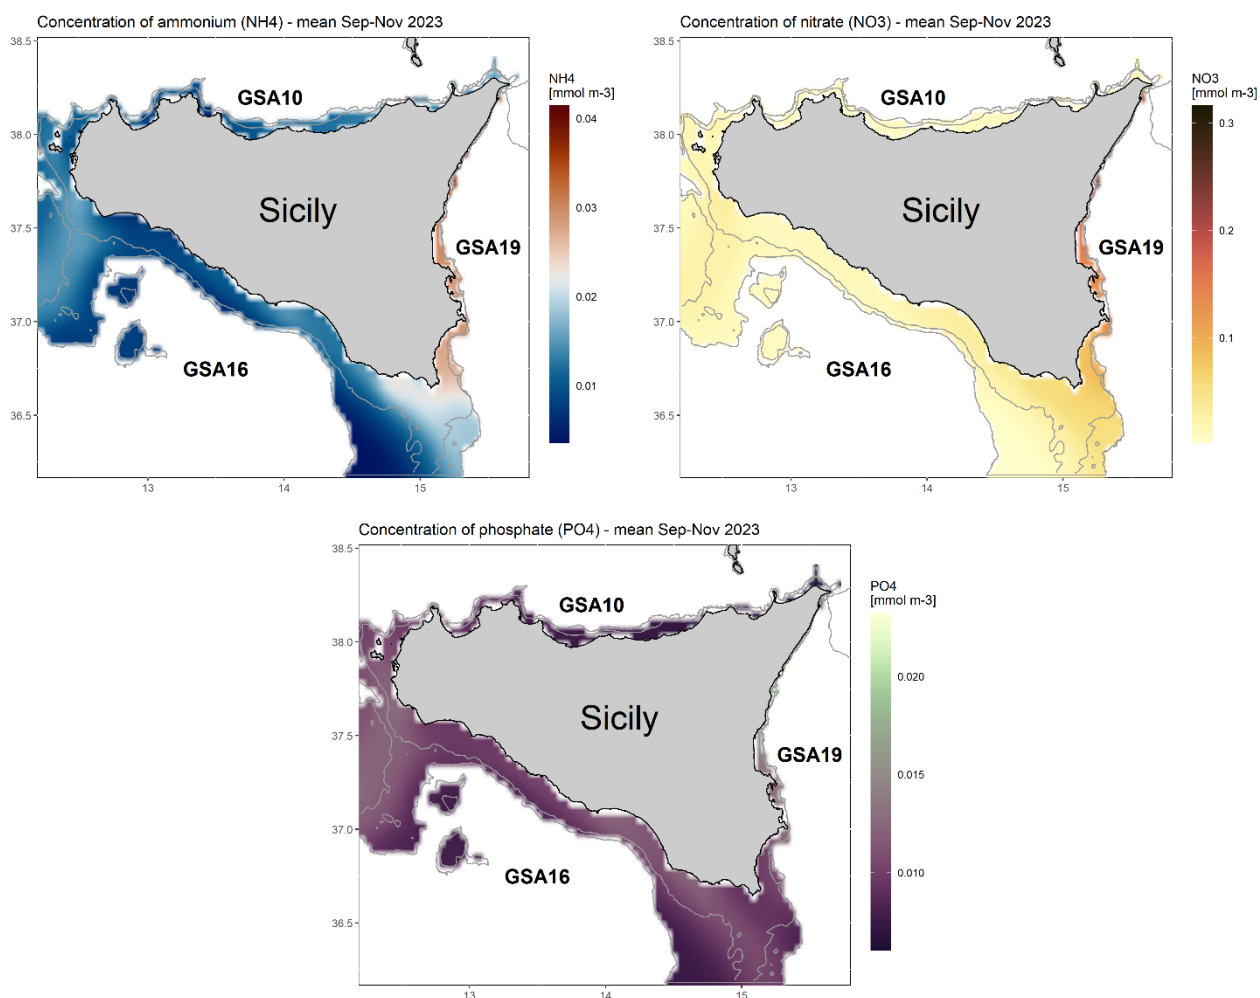 Concentration of ammonium (NH4) - mean Sep-Nov 2023
38.5
38.0
37.5
37.0
36.5
13
14
15
GSA10
Sicily
GSA19
GSA16
NH4
[mmol m-3]
0.04
0.03
0.02
0.01
Concentration of nitrate (NO3) - mean Sep-Nov 2023
38.5
38.0
37.5
37.0
36.5
13
14
15
GSA10
Sicily
GSA19
GSA16
NO3
[mmol m-3]
0.3
0.2
0.1
Concentration of phosphate (PO4) - mean Sep-Nov 2023
38.5
38.0
37.5
37.0
36.5
13
14
15
GSA10
Sicily
GSA19
GSA16
PO4
[mmol m-3]
0.020
0.015
0.010